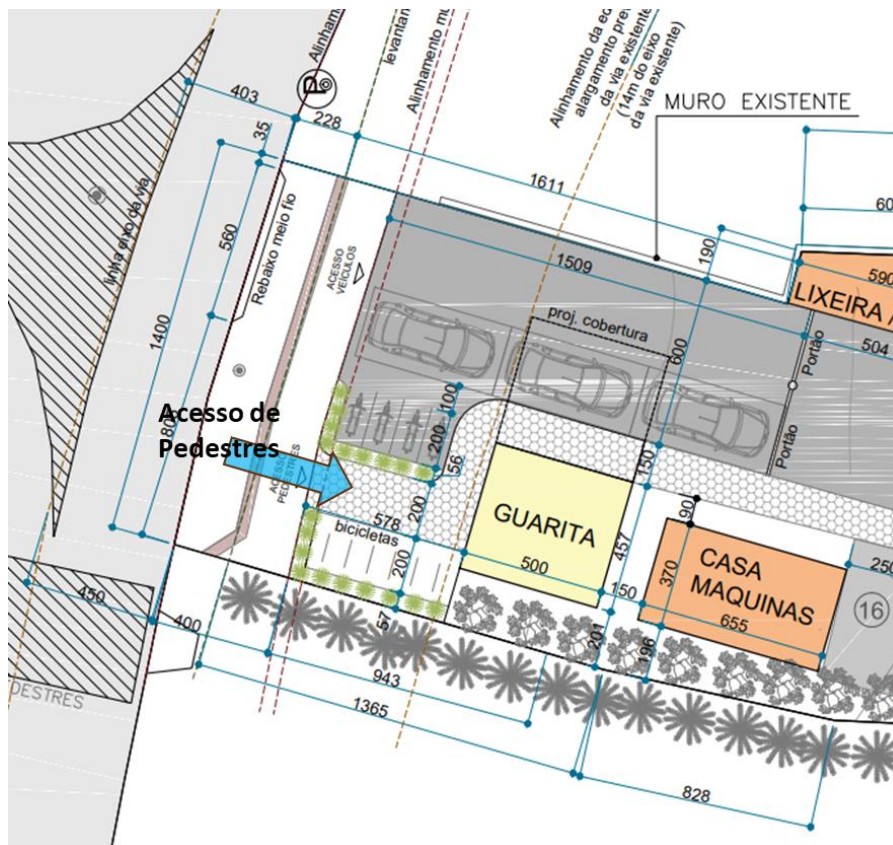 Alinhamento
levantan
Alinhamento mu
Alinhamento da ed
alargamento prev
da via existente
(14m do eixo
da via existente)
MURO EXISTENTE
403
228
35
1611
60
560
1400
800
linha eixo da via
Rebaixo meio fio
ACESSO
VEÍCULOS
1509
190
590
LIXEIRA A
504
proj. cobertura
600
Portão
Portão
100
200
56
150
Acesso de
Pedestres
ACESSO
PEDESTRES
578
200
bicicletas
200
57
GUARITA
500
457
150
90
370
CASA
MAQUINAS
655
250
16
201
196
450
400
943
1365
828
DESTRES